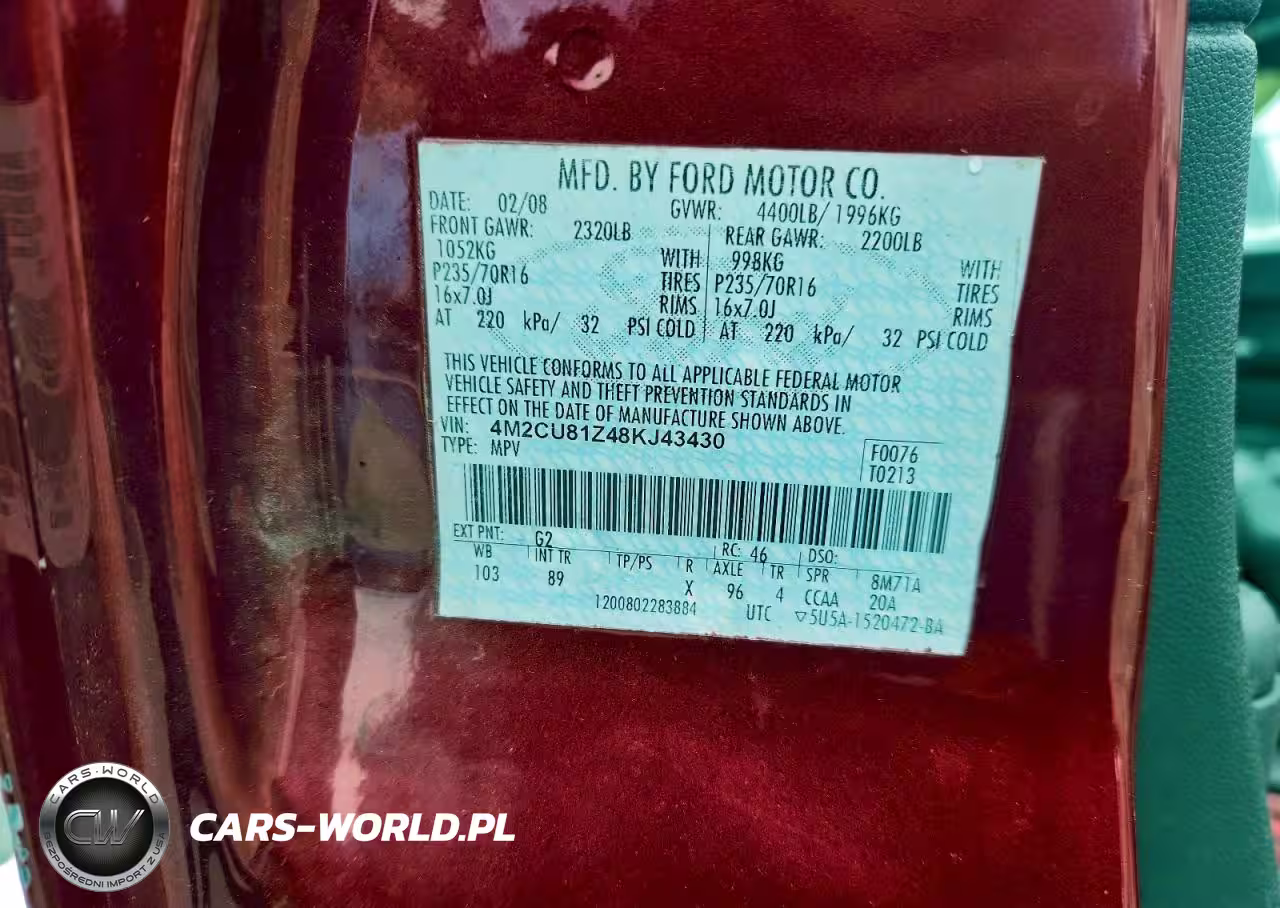 MFD. BY FORD MOTOR CO.
DATE: 02/08 GVWR: 4400LB/ 1996KG
FRONT GAWR: 2320LB REAR GAWR: 2200LB
1052KG WITH 998KG WITH
P235/70R16 TIRES P235/70R16 TIRES
16x7.0J RIMS 16x7.0J RIMS
AT 220 kPa/ 32 PSI COLD AT 220 kPa/ 32 PSI COLD
THIS VEHICLE CONFORMS TO ALL APPLICABLE FEDERAL MOTOR
VEHICLE SAFETY AND THEFT PREVENTION STANDARDS IN
EFFECT ON THE DATE OF MANUFACTURE SHOWN ABOVE.
VIN: 4M2CU81Z48KJ43430
TYPE: MPV
F0076
T0213
EXT PNT: G2 RC: 46 DSO:
WB INT TR TP/PS R AXLE TR SPR 8M71A
103 89 X 96 4 CCAA 20A
1200802283884 UTC ▽5U5A-1520472-BA
CARS-WORLD
CW
BEZPOŚREDNI IMPORT Z USA
CARS-WORLD.PL